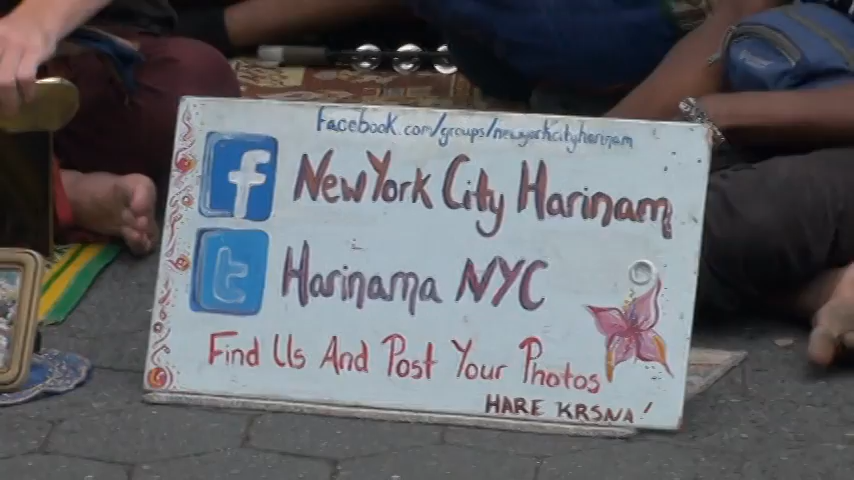 Facebook.com/groups/newyorkcityharinam
f New York City Harinam
t Harinama NYC
Find Us And Post Your Photos
HARE KRSNA!